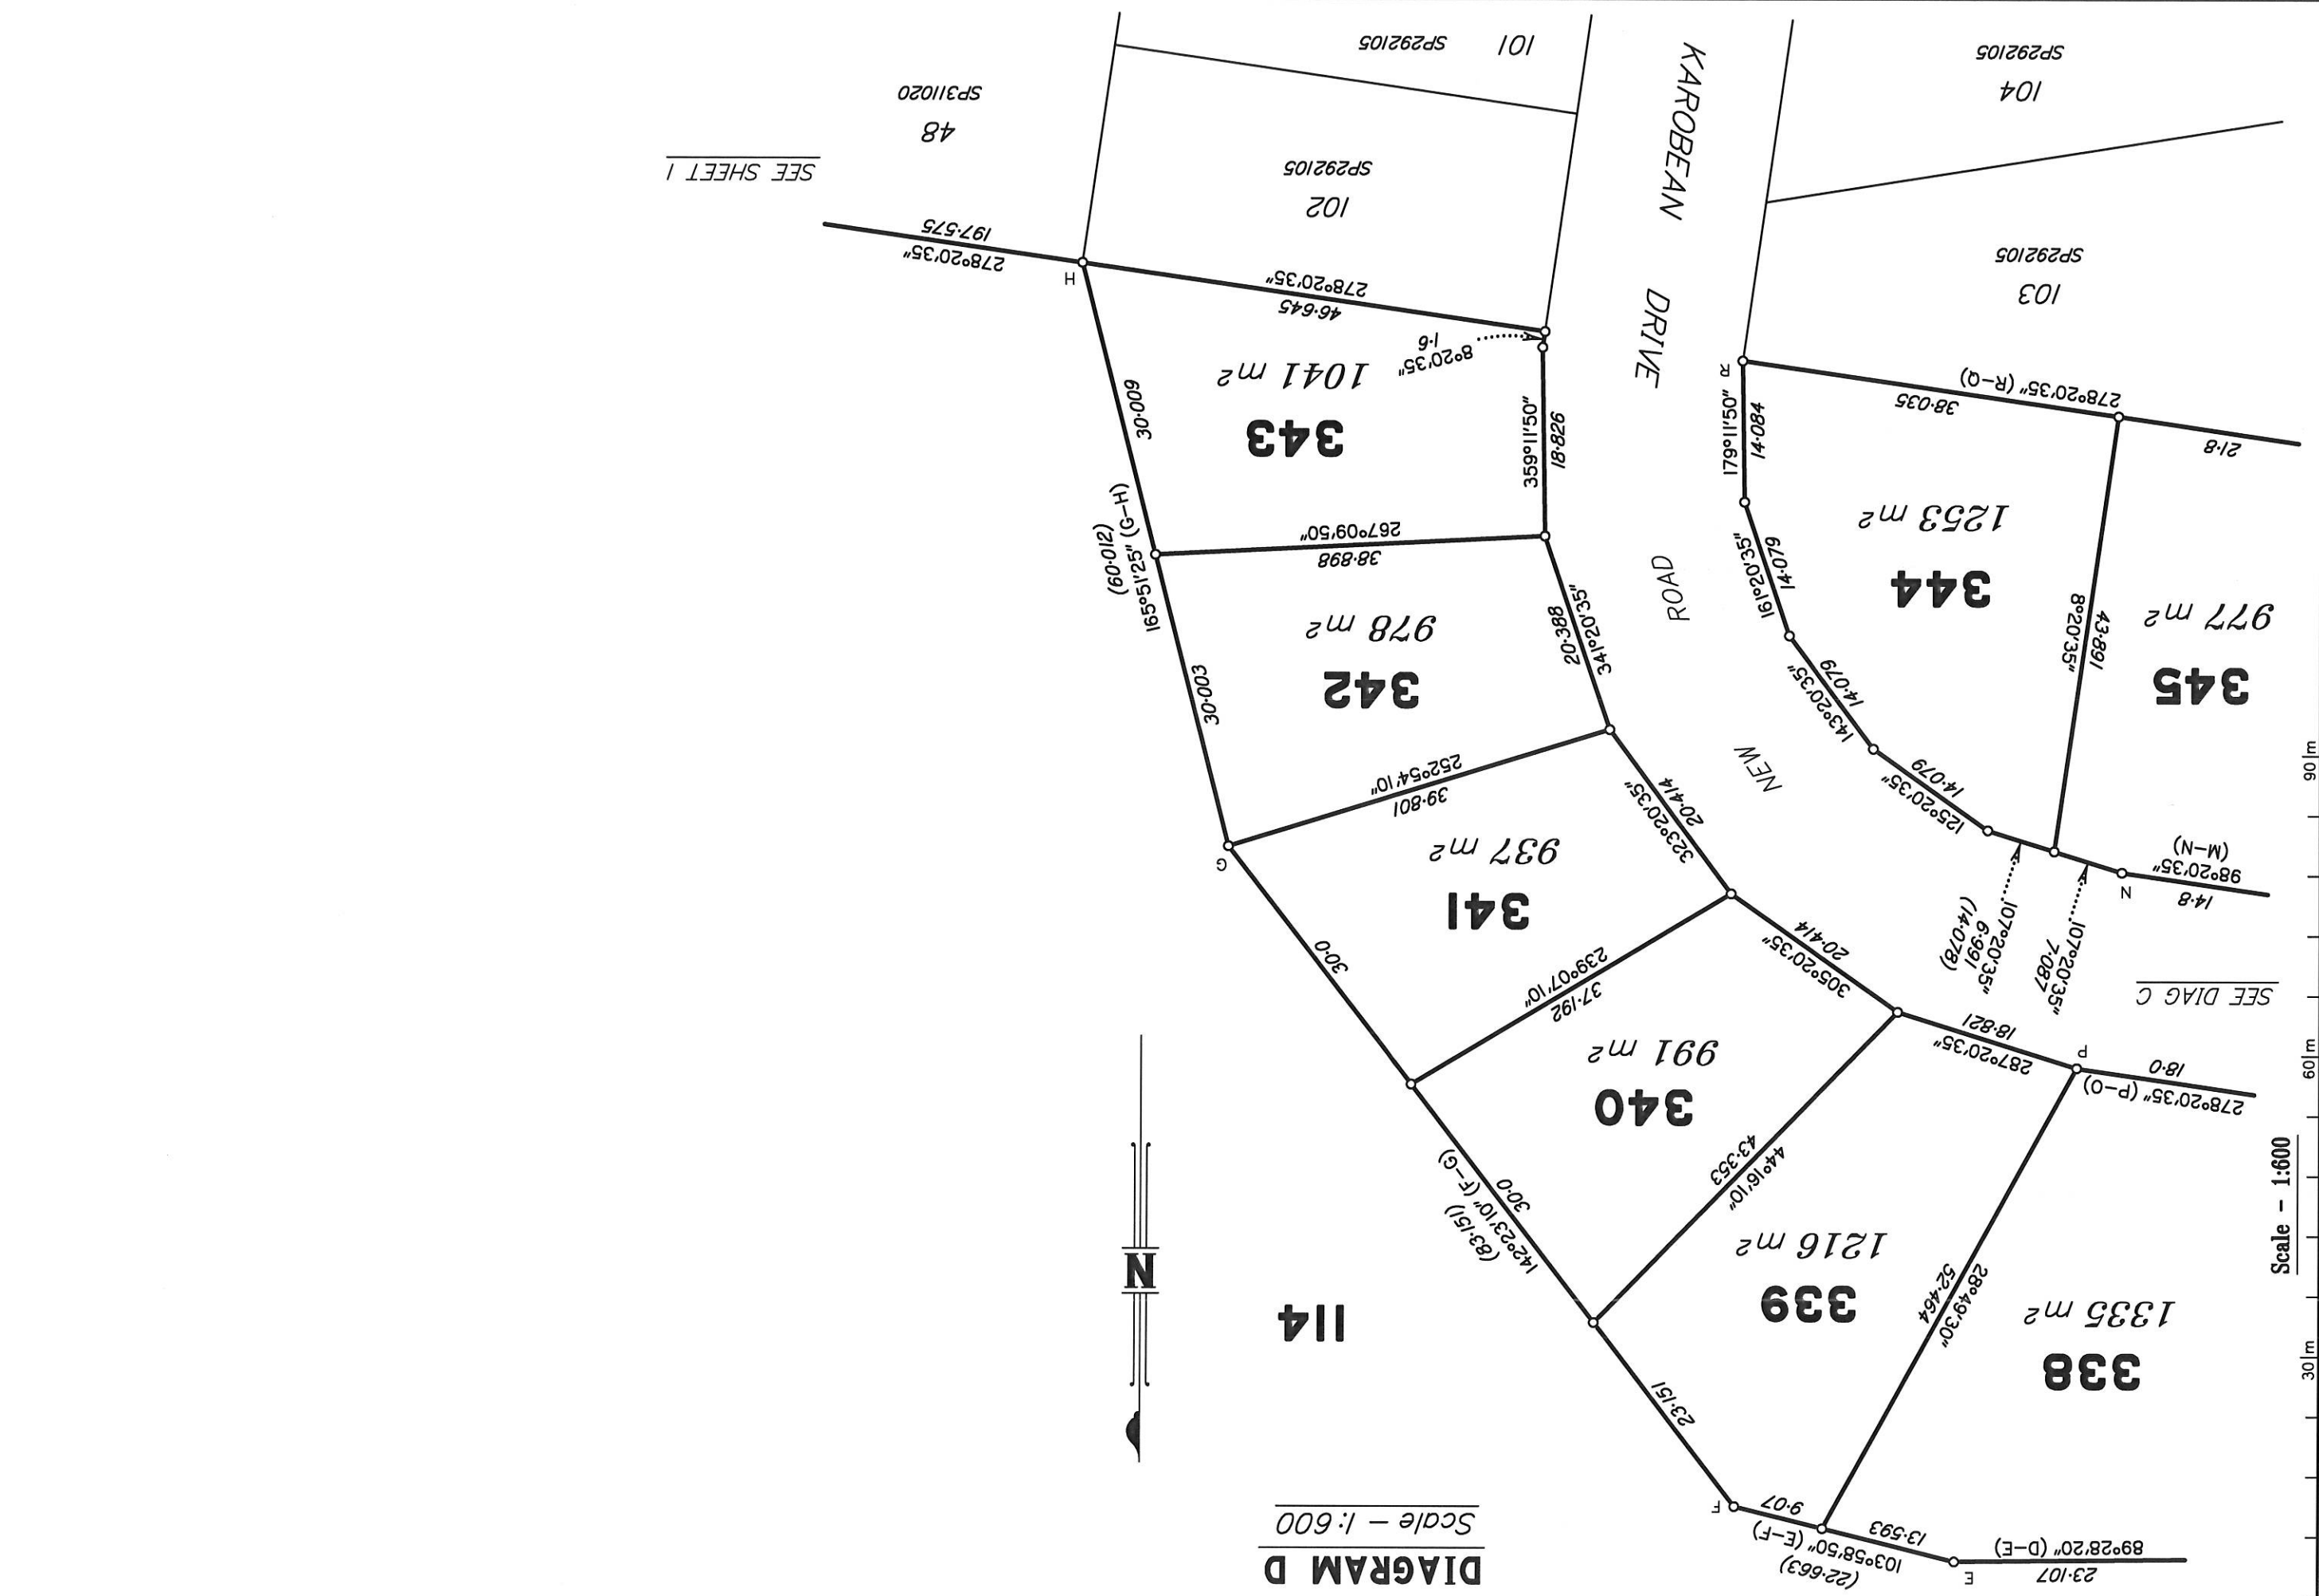 DIAGRAM D
Scale – 1:600
23·107
89°28'20" (D–E)
E
(22·663)
103°58'50" (E–F)
13·593
9·07
F
338
1335 m²
28°49'30"
52·464
23·151
339
1216 m²
114
N
Scale – 1:600
30|m
60|m
90|m
44°16'10"
43·353
142°23'10" (F–G)
(83·151)
30·0
340
991 m²
278°20'35" (P–O)
18·0
P
287°20'35"
18·821
SEE DIAG C
305°20'35"
20·414
37·192
239°07'10"
30·0
107°20'35"
7·087
107°20'35"
6·991
(14·078)
14·8
98°20'35"
(M–N)
N
341
937 m²
G
39·801
252°54'10"
323°20'35"
20·414
NEW
ROAD
125°20'35"
14·079
143°20'35"
14·079
161°20'35"
14·079
179°11'50"
14·084
345
977 m²
43·891
8°20'35"
344
1253 m²
342
978 m²
30·003
341°20'35"
20·388
165°51'25" (G–H)
(60·012)
38·898
267°09'50"
343
1041 m²
30·009
359°11'50"
18·826
8°20'35"
1·6
46·645
278°20'35"
H
278°20'35"
197·575
R
38·035
278°20'35" (R–Q)
21·8
KAROBEAN DRIVE
103
SP292105
102
SP292105
SEE SHEET 1
48
SP311020
104
SP292105
101 SP292105